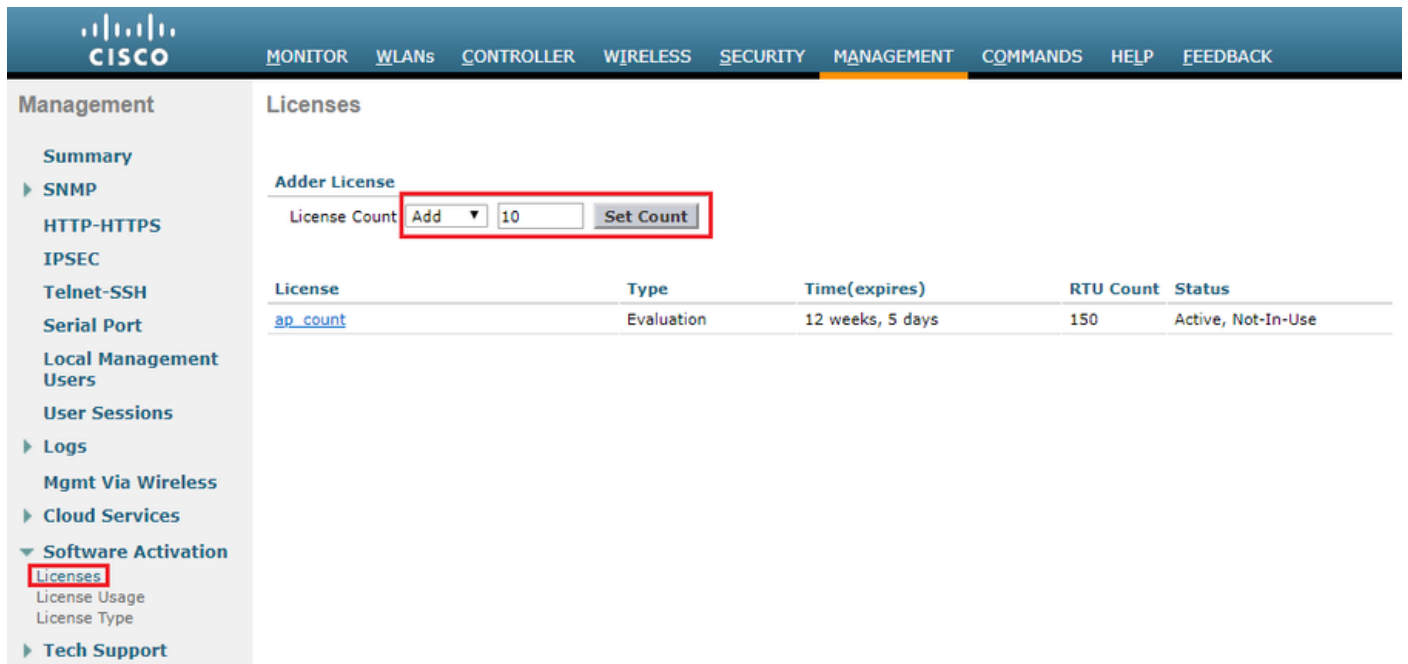 CISCO
MONITOR WLANs CONTROLLER WIRELESS SECURITY MANAGEMENT COMMANDS HELP FEEDBACK
Management
Summary
SNMP
HTTP-HTTPS
IPSEC
Telnet-SSH
Serial Port
Local Management
Users
User Sessions
Logs
Mgmt Via Wireless
Cloud Services
Software Activation
Licenses
License Usage
License Type
Tech Support
Licenses
Adder License
License Count Add 10 Set Count
License Type Time(expires) RTU Count Status
ap_count Evaluation 12 weeks, 5 days 150 Active, Not-In-Use